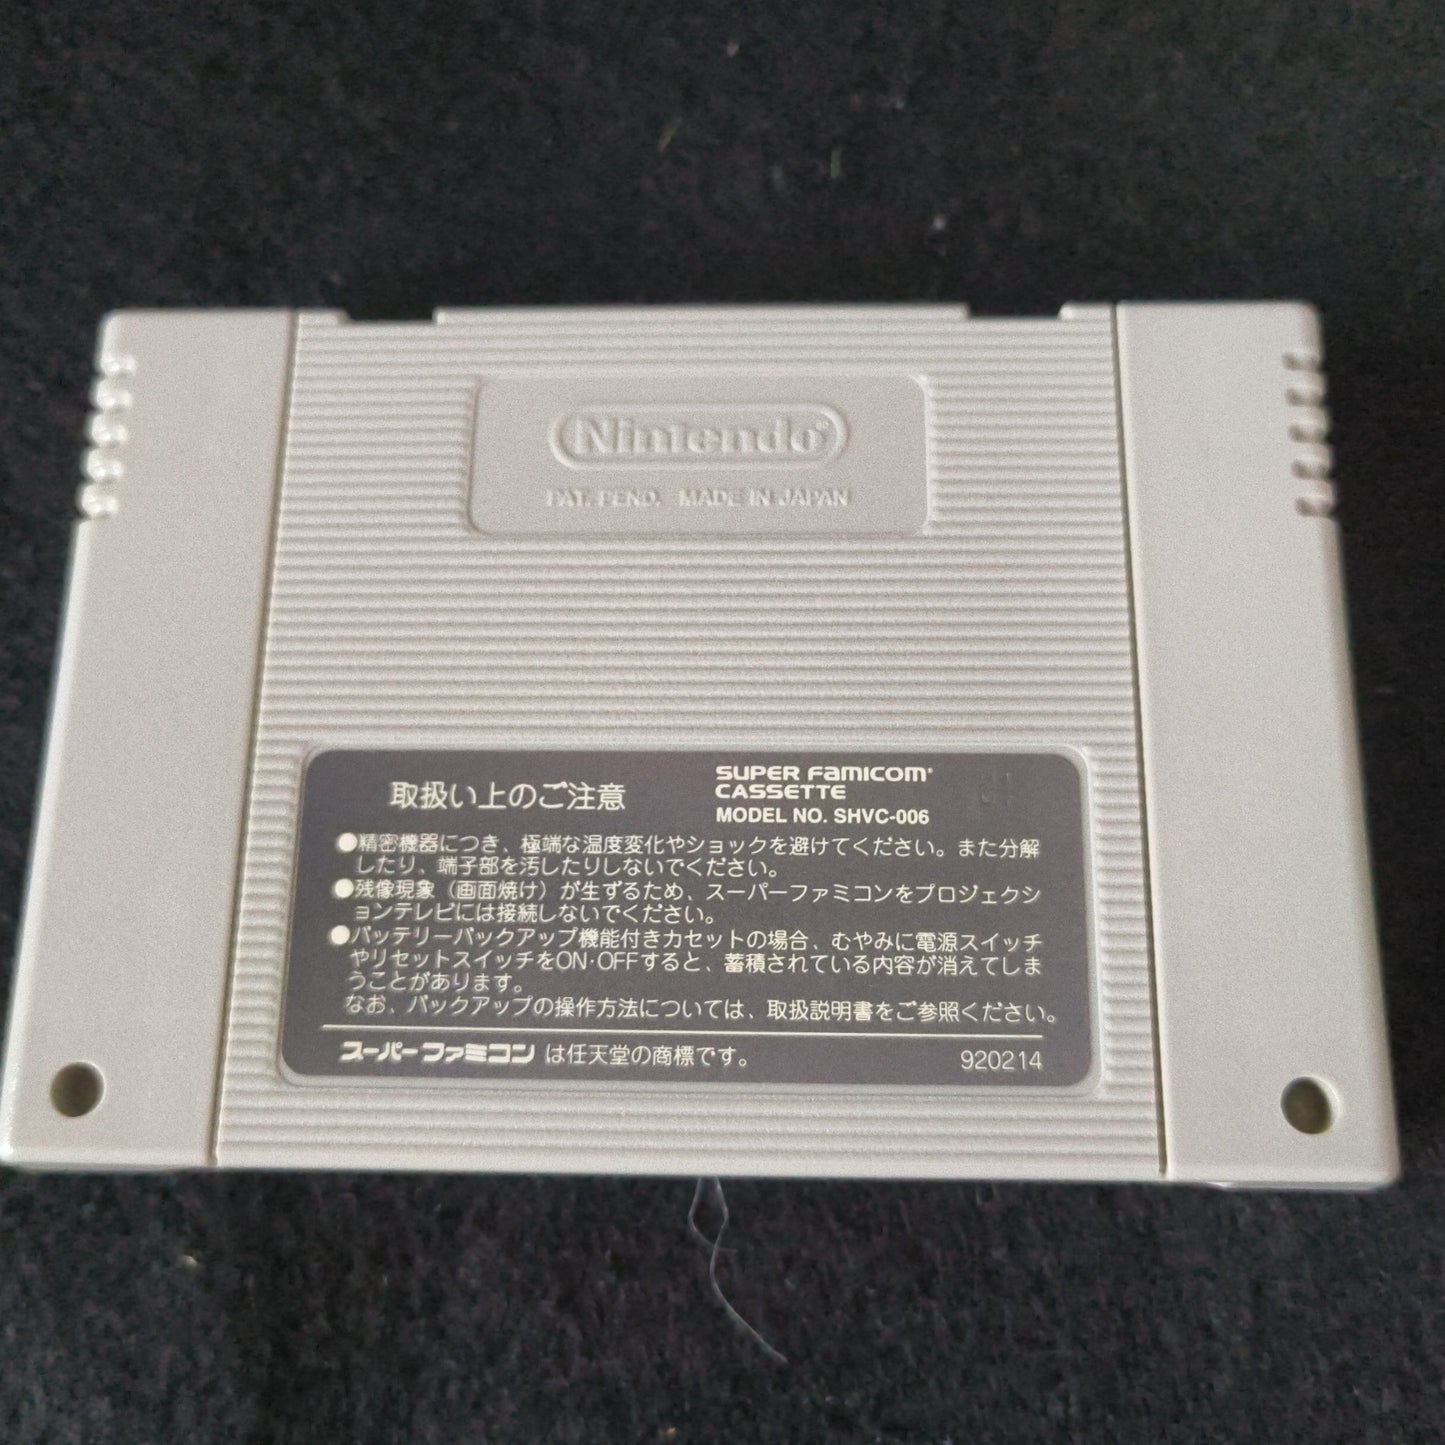 Nintendo®
PAT. PEND. MADE IN JAPAN
取扱い上のご注意
SUPER FAMICOM®
CASSETTE
MODEL NO. SHVC-006
●精密機器につき、極端な温度変化やショックを避けてください。また分解
したり、端子部を汚したりしないでください。
●残像現象（画面焼け）が生ずるため、スーパーファミコンをプロジェクシ
ョンテレビには接続しないでください。
●バッテリーバックアップ機能付きカセットの場合、むやみに電源スイッチ
やリセットスイッチをON·OFFすると、蓄積されている内容が消えてしま
うことがあります。
なお、バックアップの操作方法については、取扱説明書をご参照ください。
スーパーファミコンは任天堂の商標です。
920214